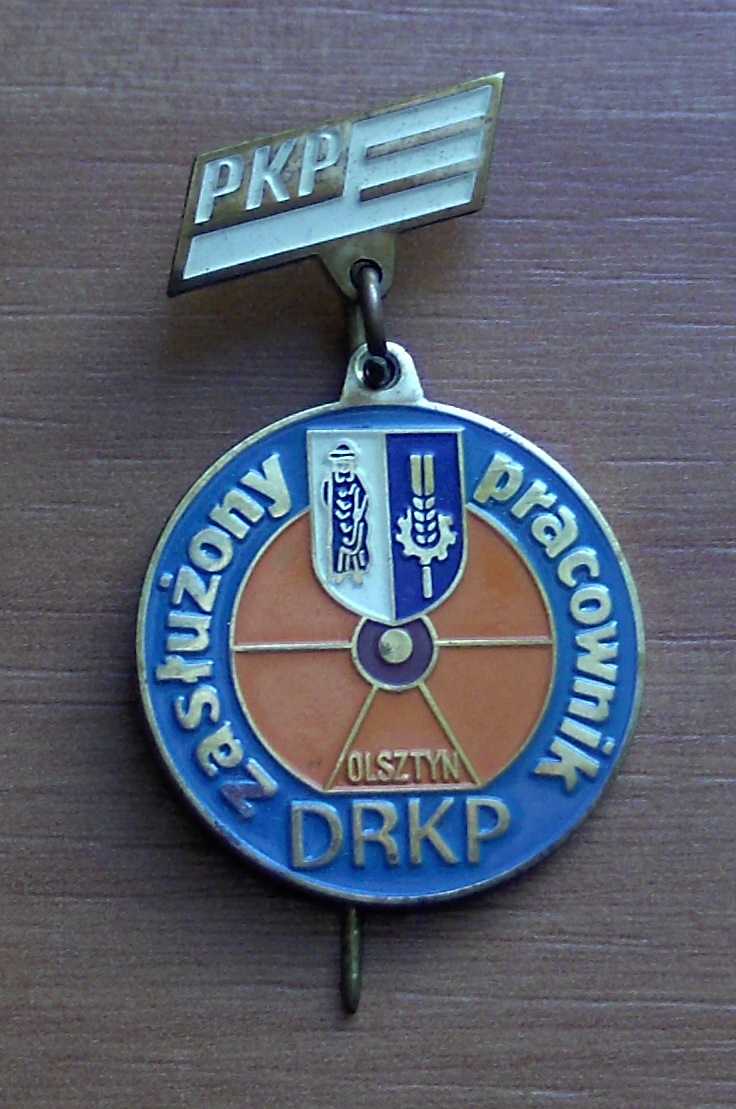 PKP
zasłużony pracownik
OLSZTYN
DRKP